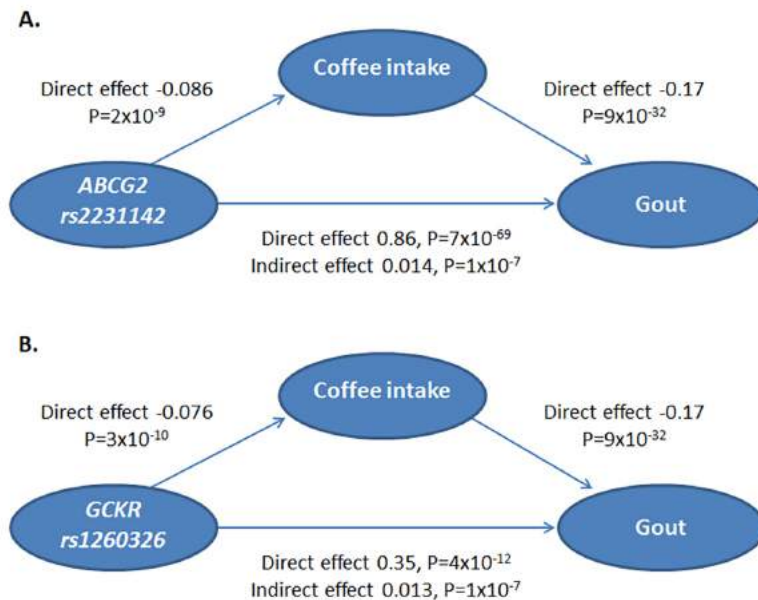 A.
Coffee intake
Direct effect -0.086
P=2x10⁻⁹
Direct effect -0.17
P=9x10⁻³²
ABCG2
rs2231142
Gout
Direct effect 0.86, P=7x10⁻⁶⁹
Indirect effect 0.014, P=1x10⁻⁷
B.
Coffee intake
Direct effect -0.076
P=3x10⁻¹⁰
Direct effect -0.17
P=9x10⁻³²
GCKR
rs1260326
Gout
Direct effect 0.35, P=4x10⁻¹²
Indirect effect 0.013, P=1x10⁻⁷